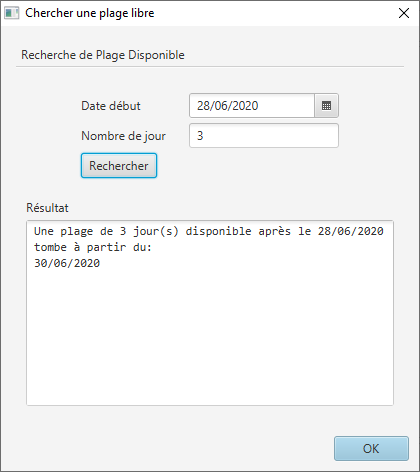 Chercher une plage libre
Recherche de Plage Disponible
Date début 28/06/2020
Nombre de jour 3
Rechercher
Résultat
Une plage de 3 jour(s) disponible après le 28/06/2020
tombe à partir du:
30/06/2020
OK